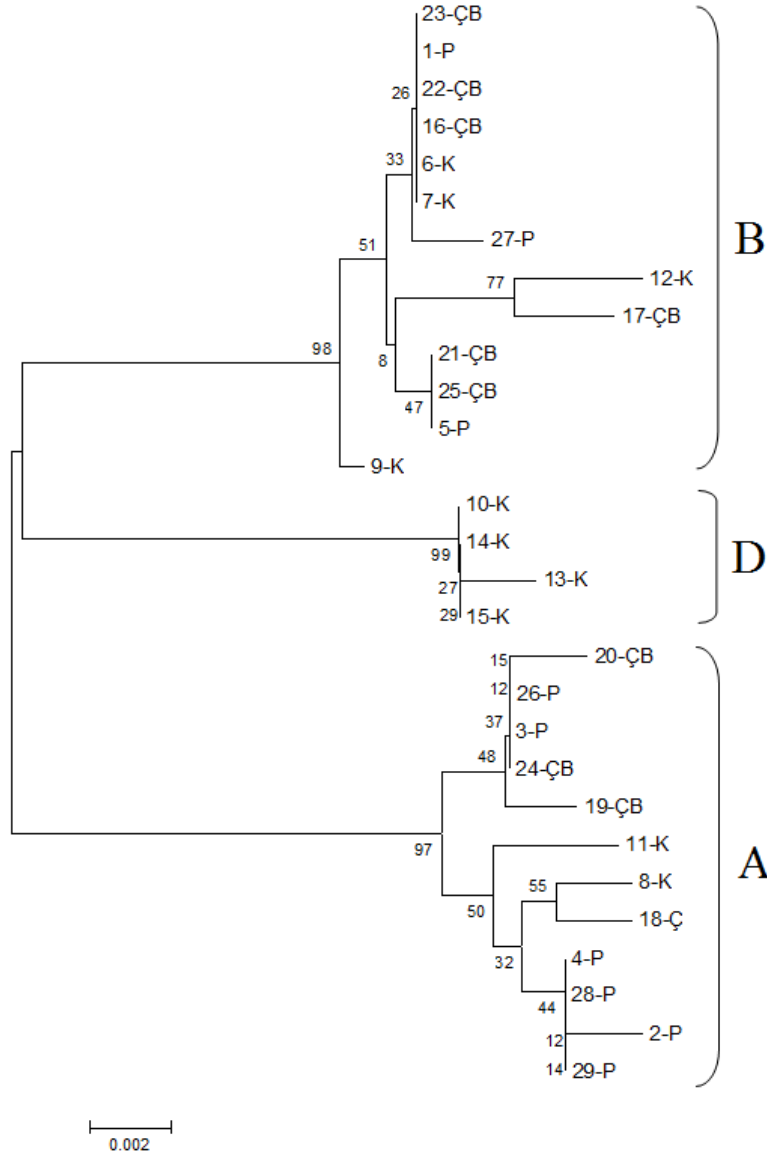 23-ÇB
1-P
26
22-ÇB
16-ÇB
33
6-K
7-K
27-P
B
51
12-K
77
17-ÇB
98
21-ÇB
8
25-ÇB
47
5-P
9-K
10-K
14-K
99
D
13-K
27
29
15-K
20-ÇB
15
12
26-P
37
3-P
48
24-ÇB
19-ÇB
97
11-K
A
55
8-K
50
18-Ç
32
4-P
28-P
44
2-P
12
14
29-P
0.002